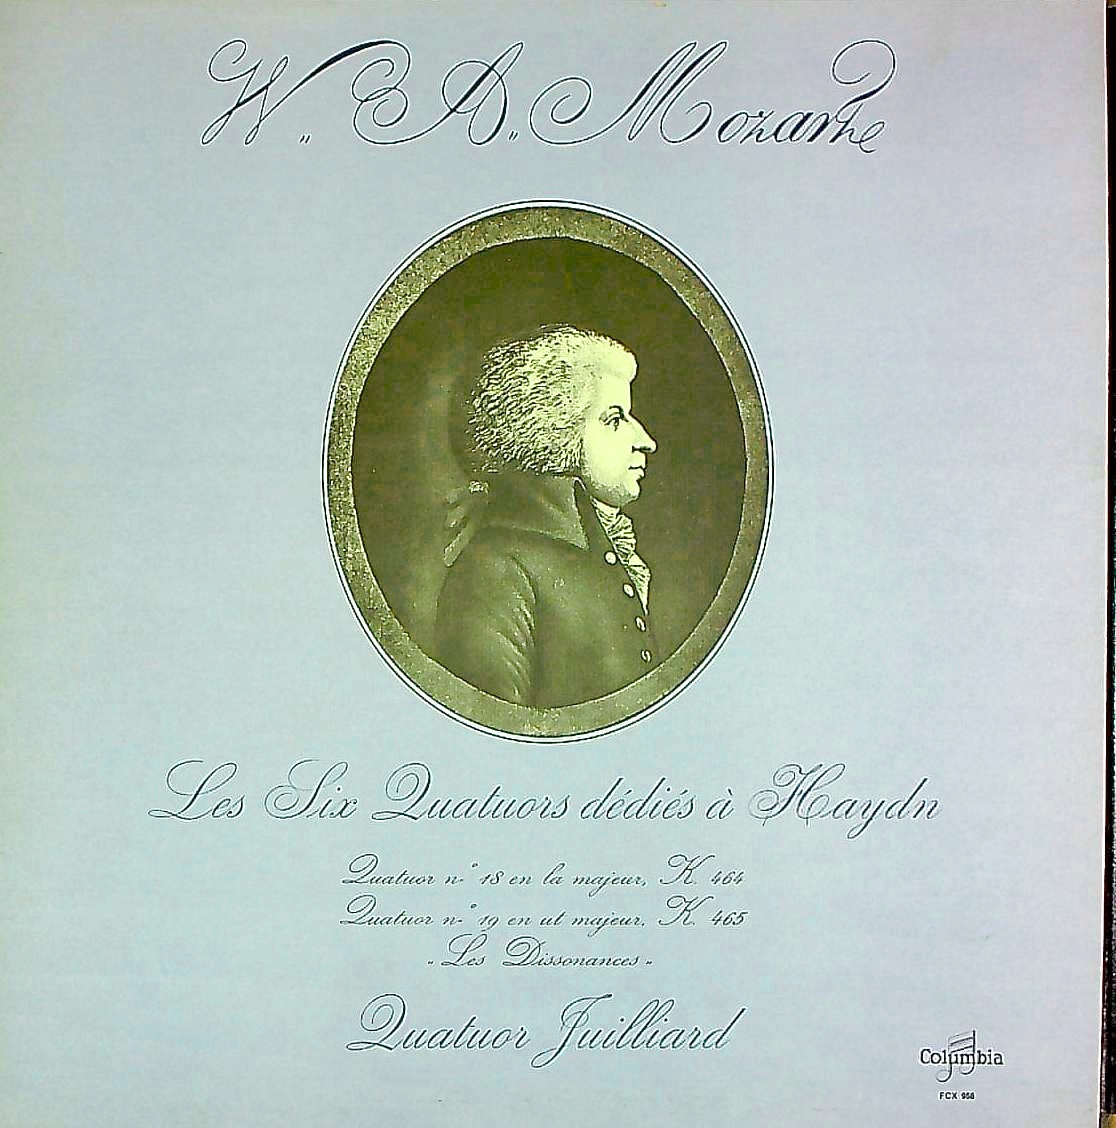 W. A. Mozart
Les Six Quatuors dédiés à Haydn
Quatuor n° 18 en la majeur, K. 464
Quatuor n° 19 en ut majeur, K. 465
„ Les Dissonances „
Quatuor Juilliard
Columbia
FCX 958